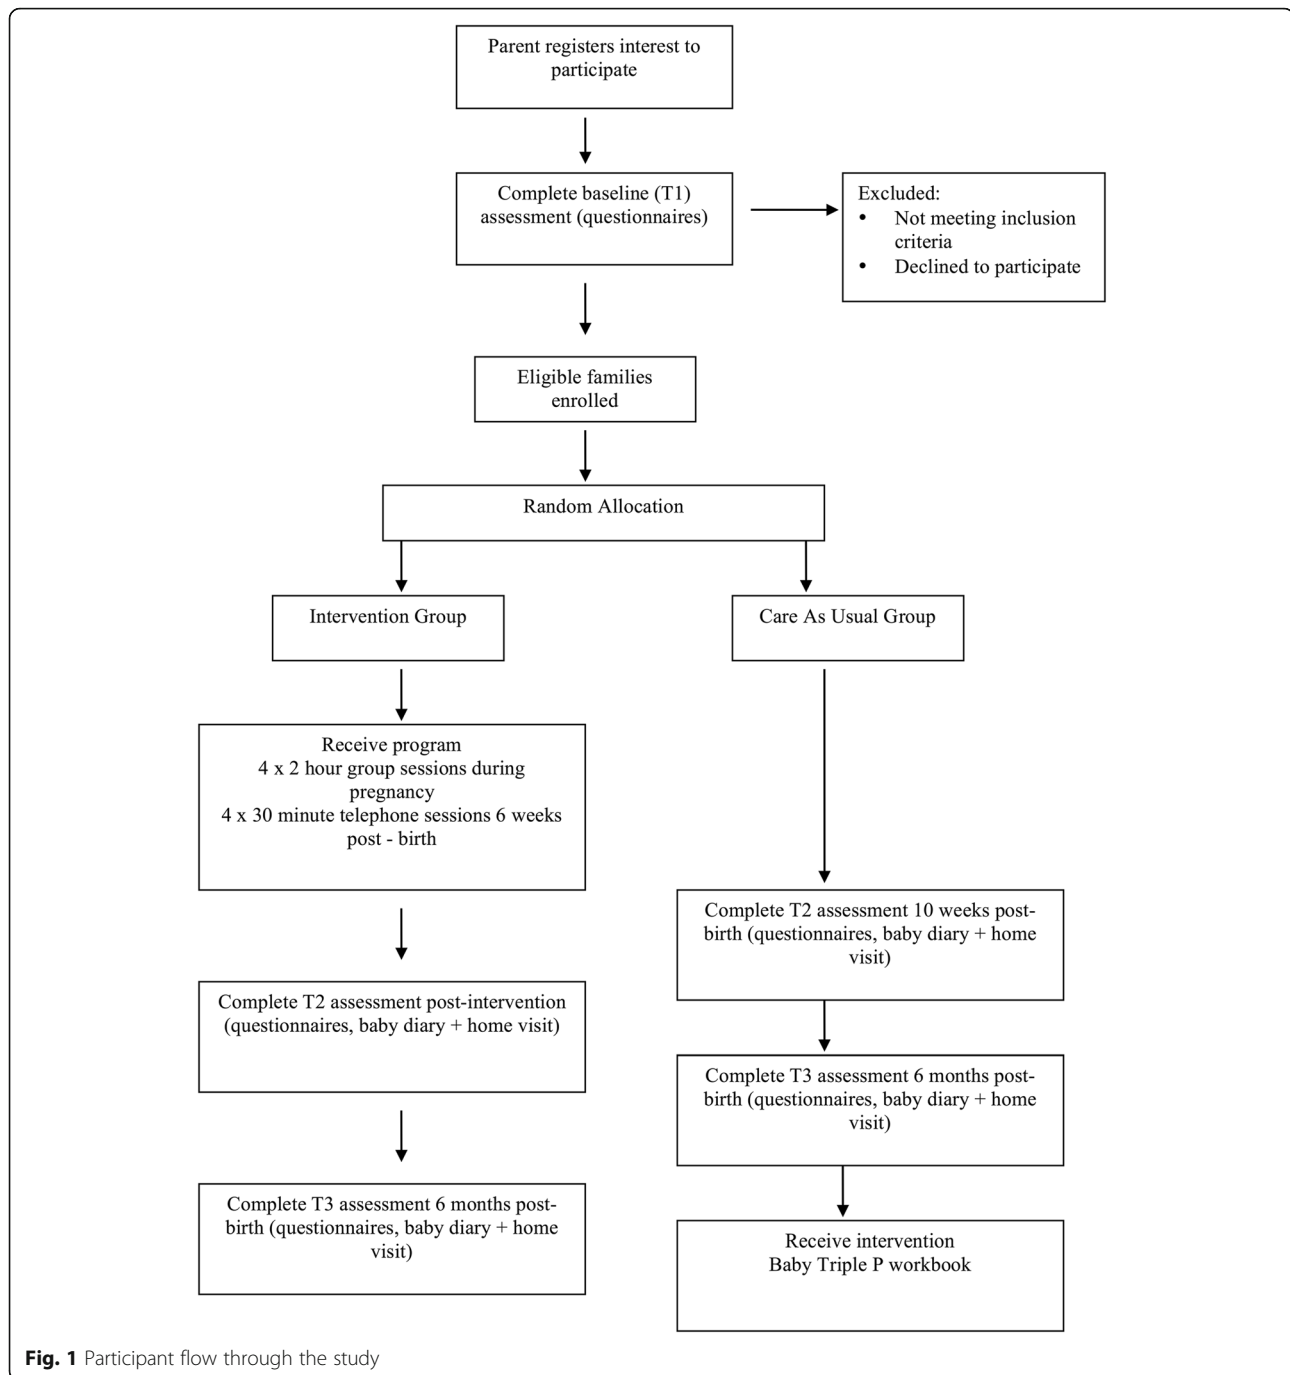 Parent registers interest to
participate
Complete baseline (T1)
assessment (questionnaires)
Excluded:
• Not meeting inclusion
criteria
• Declined to participate
Eligible families
enrolled
Random Allocation
Intervention Group
Care As Usual Group
Receive program
4 x 2 hour group sessions during
pregnancy
4 x 30 minute telephone sessions 6 weeks
post - birth
Complete T2 assessment 10 weeks post-
birth (questionnaires, baby diary + home
visit)
Complete T2 assessment post-intervention
(questionnaires, baby diary + home visit)
Complete T3 assessment 6 months post-
birth (questionnaires, baby diary + home
visit)
Complete T3 assessment 6 months post-
birth (questionnaires, baby diary + home
visit)
Receive intervention
Baby Triple P workbook
Fig. 1 Participant flow through the study